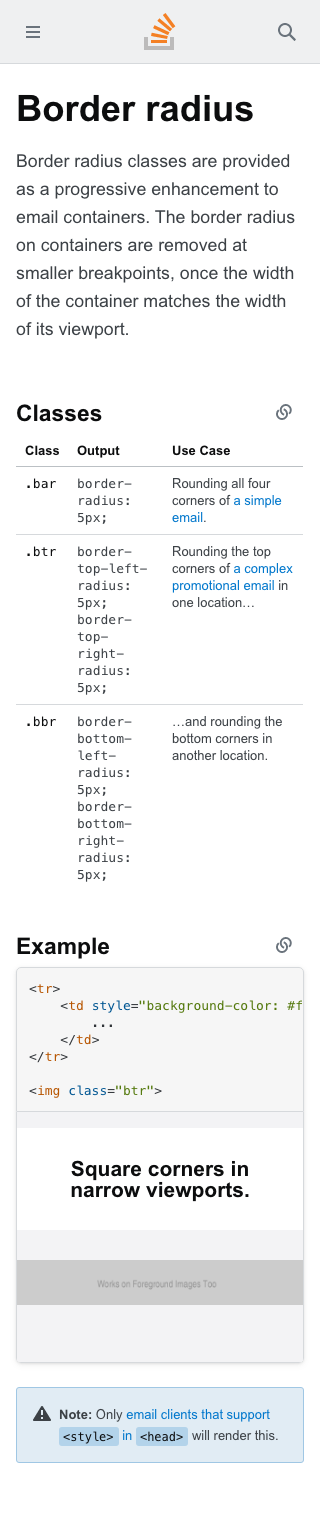 Border radius
Border radius classes are provided
as a progressive enhancement to
email containers. The border radius
on containers are removed at
smaller breakpoints, once the width
of the container matches the width
of its viewport.
Classes
Class Output Use Case
.bar border-radius: 5px; Rounding all four corners of a simple email.
.btr border-top-left-radius: 5px; border-top-right-radius: 5px; Rounding the top corners of a complex promotional email in one location…
.bbr border-bottom-left-radius: 5px; border-bottom-right-radius: 5px; …and rounding the bottom corners in another location.
Example
<tr>
<td style="background-color: #f
...
</td>
</tr>
<img class="btr">
Square corners in
narrow viewports.
Works on Foreground Images Too
Note: Only email clients that support
<style> in <head> will render this.